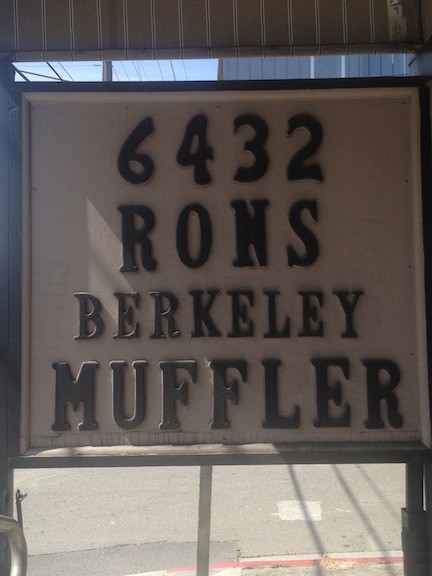 6432
RONS
BERKELEY
MUFFLER